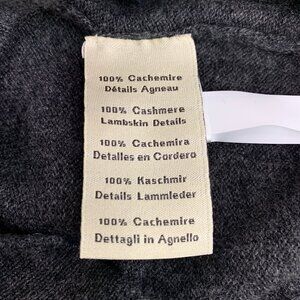 100% Cachemire
Détails Agneau
100% Cashmere
Lambskin Details
100% Cachemira
Detalles en Cordero
100% Kaschmir
Details Lammleder
100% Cachemire
Dettagli in Agnello